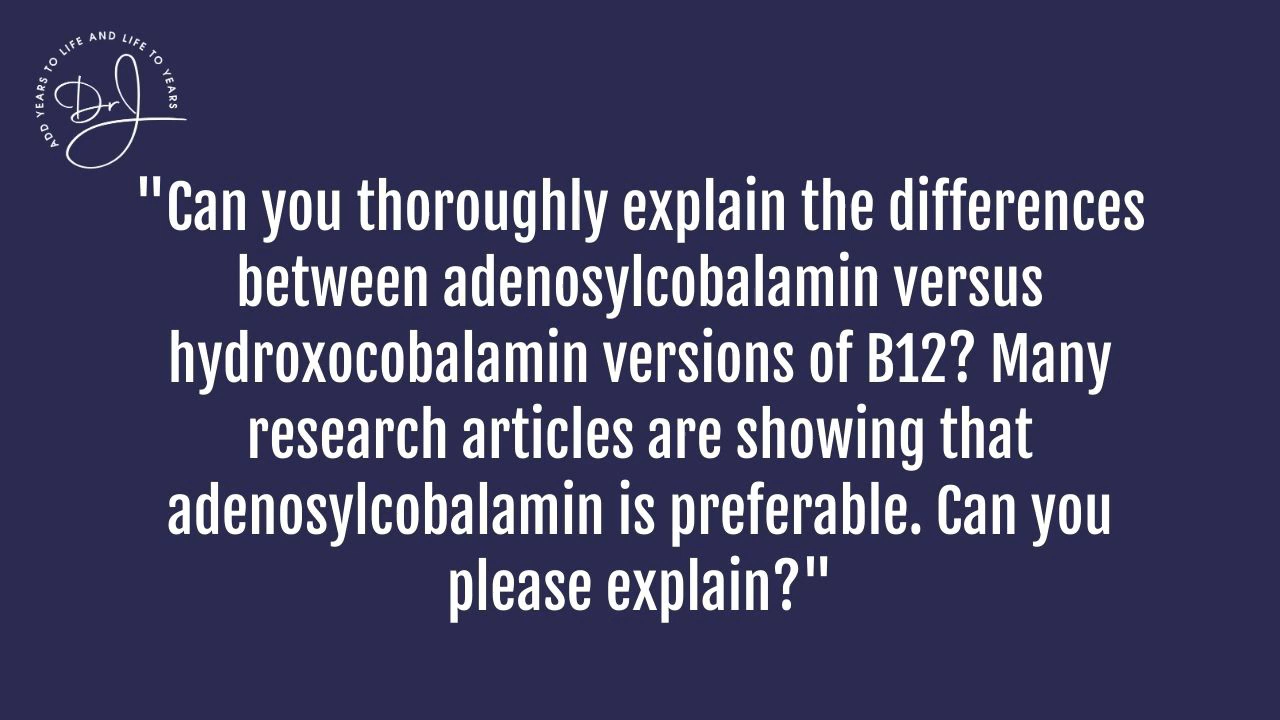 ADD YEARS TO LIFE AND LIFE TO YEARS
DrJ
"Can you thoroughly explain the differences
between adenosylcobalamin versus
hydroxocobalamin versions of B12? Many
research articles are showing that
adenosylcobalamin is preferable. Can you
please explain?"